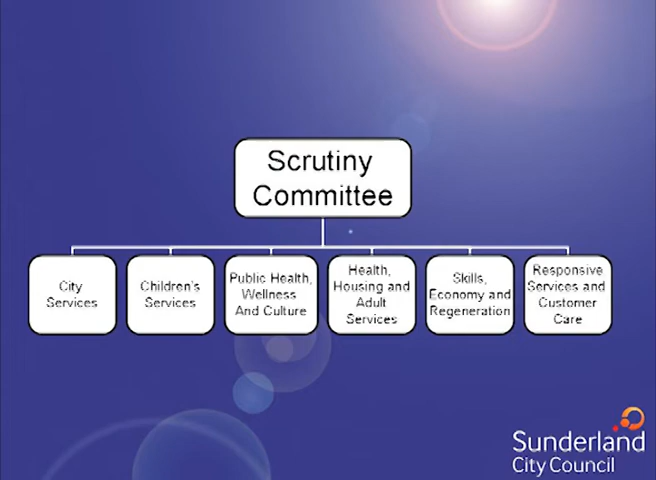 Scrutiny
Committee
City
Services
Children's
Services
Public Health,
Wellness
And Culture
Health,
Housing and
Adult
Services
Skills,
Economy and
Regeneration
Responsive
Services and
Customer
Care
Sunderland
City Council